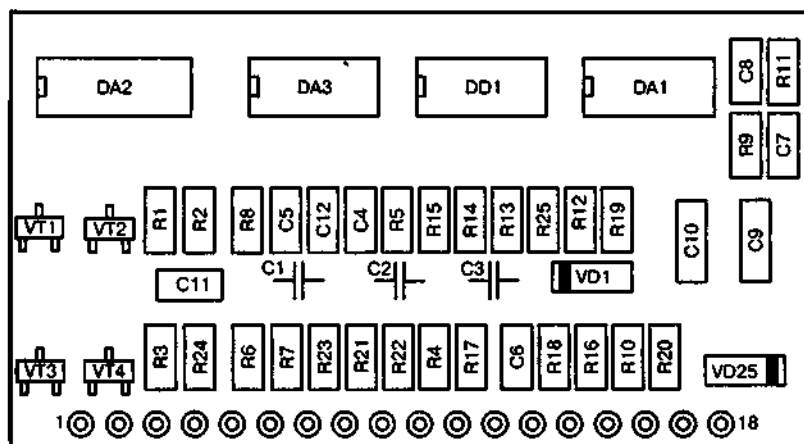 DA2 DA3 DD1 DA1 C8 R11
R9 C7
VT1 VT2 R1 R2 R8 C5 C12 C4 R5 R15 R14 R13 R25 R12 R19 C10 C9
C11 C1 C2 C3 VD1
VT3 VT4 R3 R24 R6 R7 R23 R21 R22 R4 R17 C6 R18 R16 R10 R20 VD25
1 18